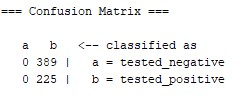 === Confusion Matrix ===
a b <-- classified as
0 389 | a = tested_negative
0 225 | b = tested_positive